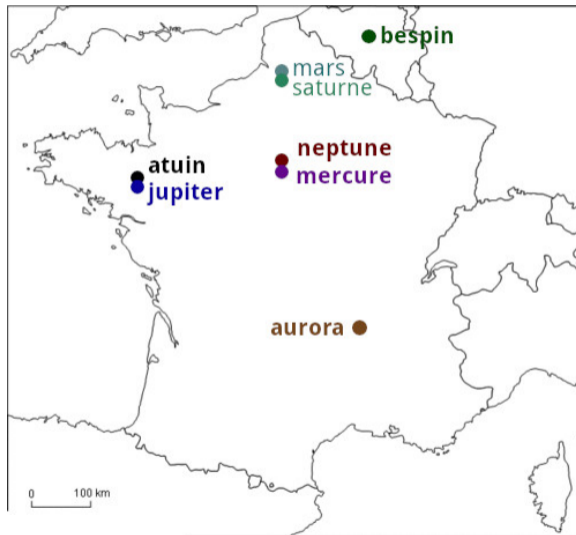 bespin
mars
saturne
neptune
atuin
mercure
jupiter
aurora
0 100 km